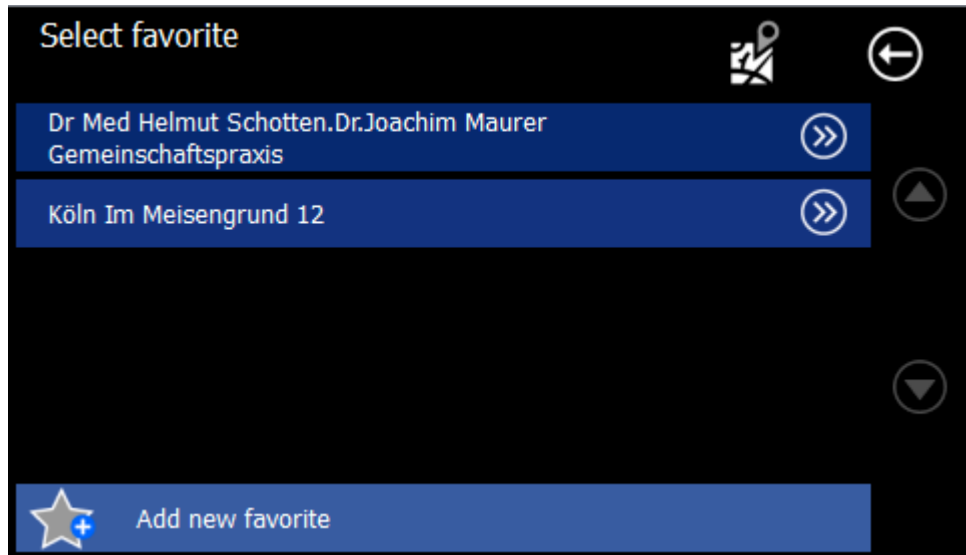 Select favorite
Dr Med Helmut Schotten.Dr.Joachim Maurer
Gemeinschaftspraxis
Köln Im Meisengrund 12
Add new favorite